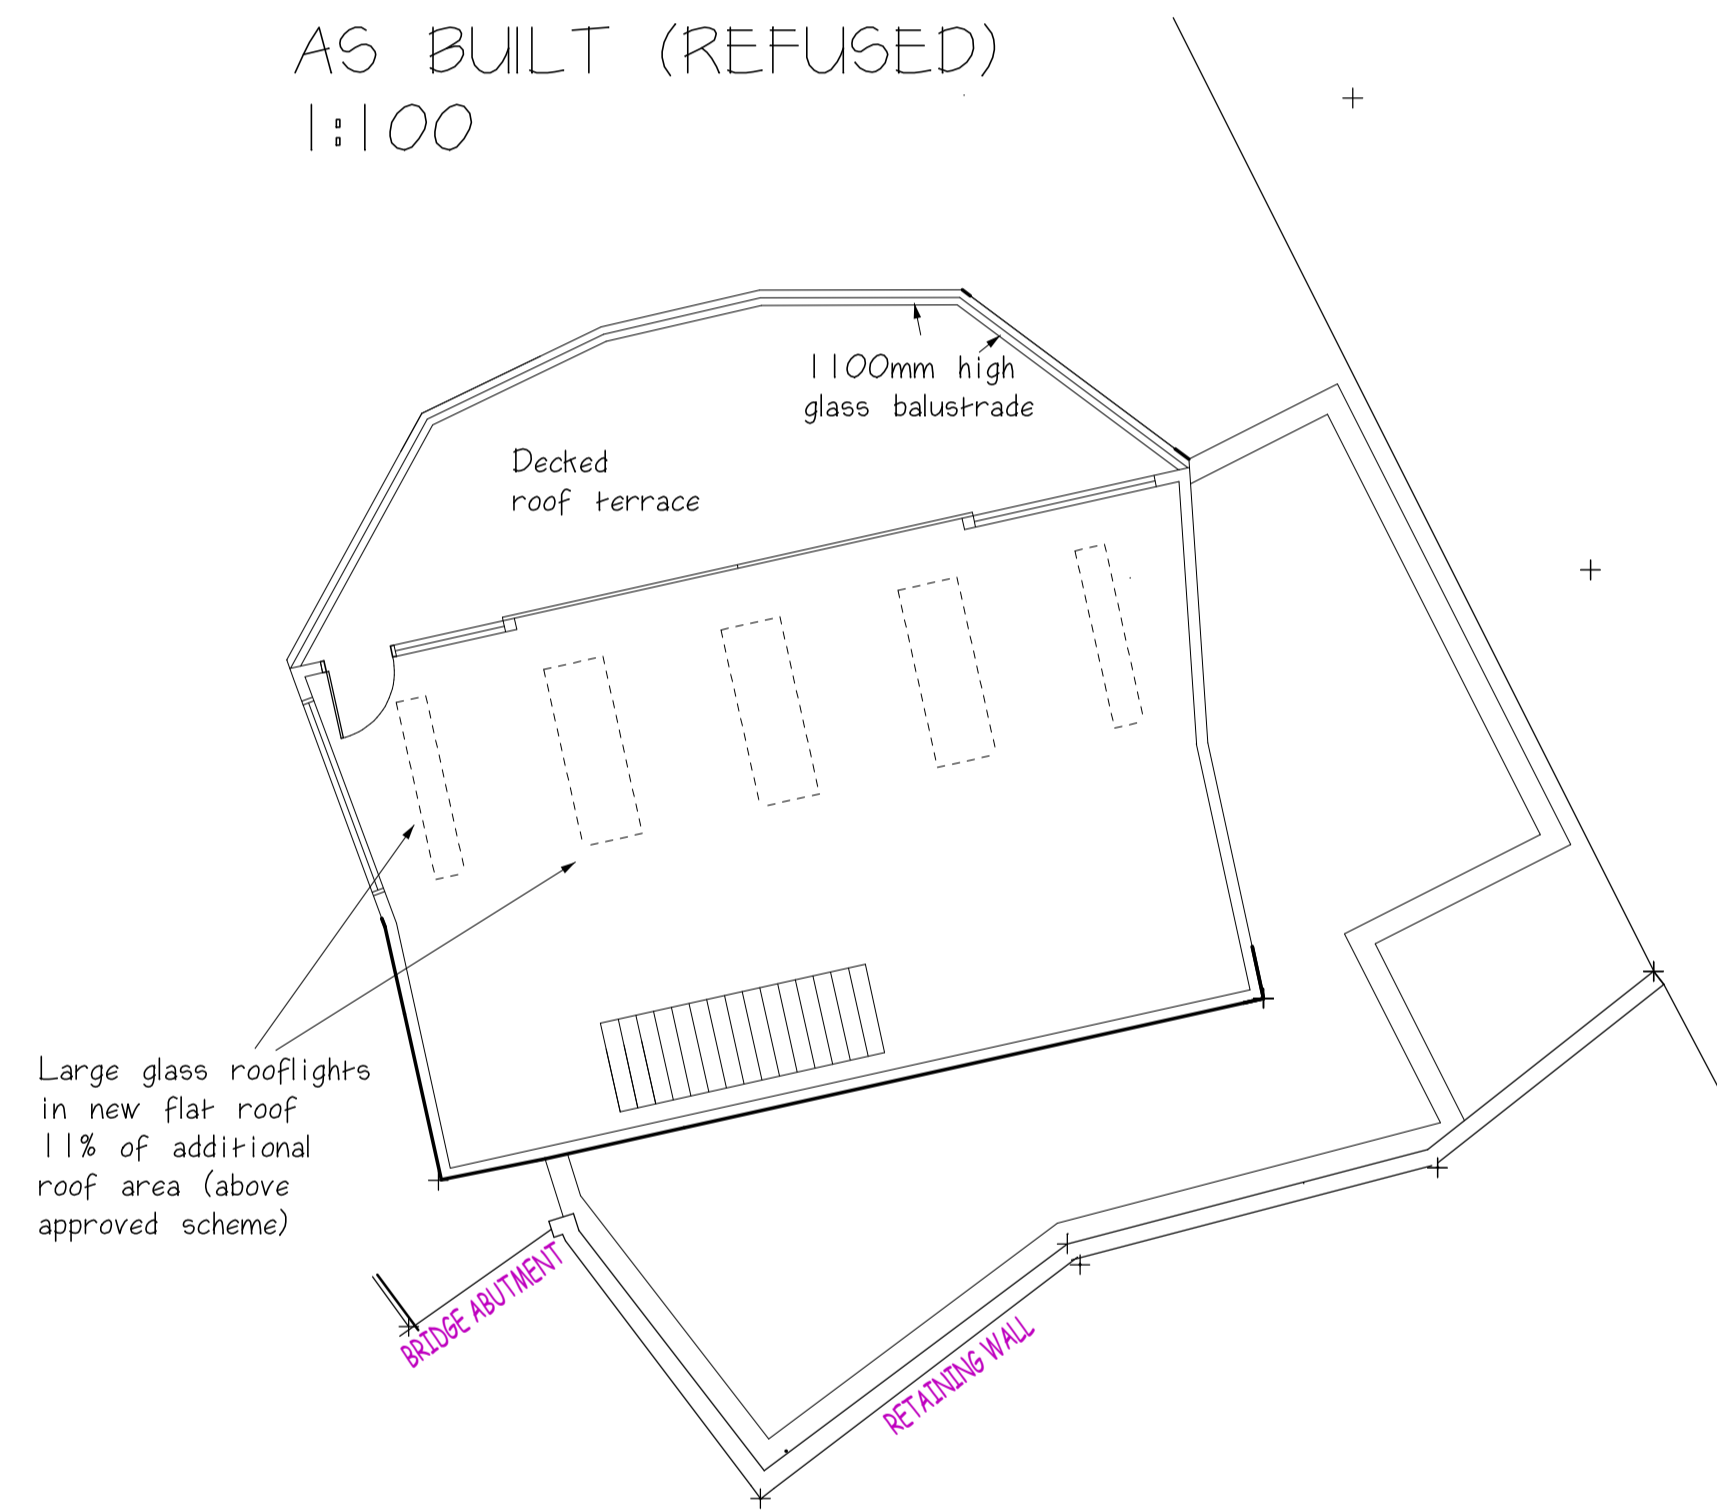 AS BUILT (REFUSED)
1:100
1100mm high
glass balustrade
Decked
roof terrace
Large glass rooflights
in new flat roof
11% of additional
roof area (above
approved scheme)
BRIDGE ABUTMENT
RETAINING WALL